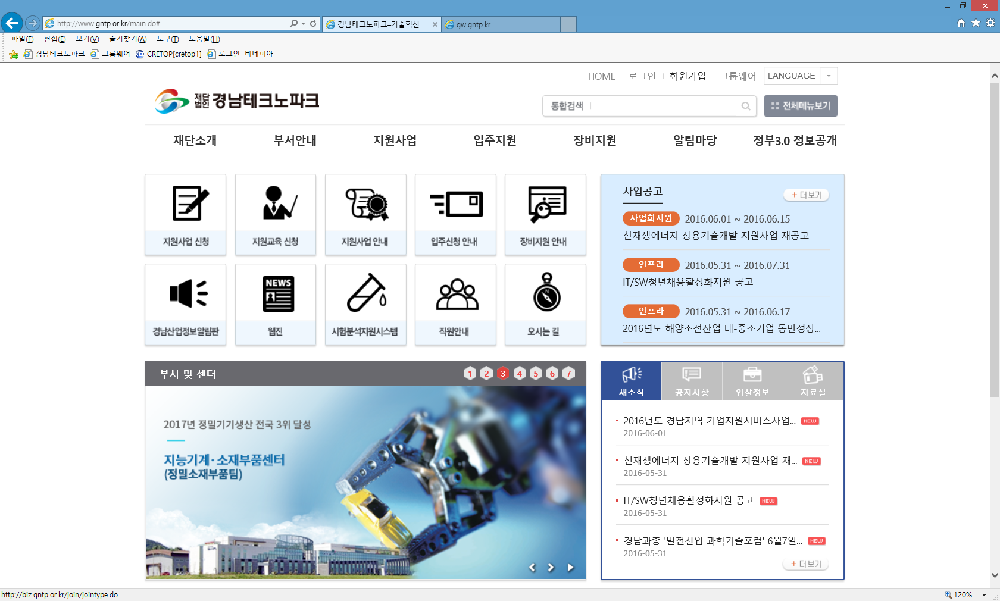 http://www.gntp.or.kr/main.do#
경남테크노파크–기술혁신 ...
gw.gntp.kr
파일(F) 편집(E) 보기(V) 즐겨찾기(A) 도구(T) 도움말(H)
경남테크노파크 그룹웨어 CRETOP[cretop1] 로그인 베네피아
HOME 로그인 회원가입 그룹웨어 LANGUAGE
재단법인 경남테크노파크
통합검색
전체메뉴보기
재단소개 부서안내 지원사업 입주지원 장비지원 알림마당 정부3.0 정보공개
지원사업 신청 지원교육 신청 지원사업 안내 입주신청 안내 장비지원 안내
NEWS
경남산업정보알림판 웹진 시험분석지원시스템 직원안내 오시는 길
사업공고
+ 더보기
사업화지원 2016.06.01 ~ 2016.06.15
신재생에너지 상용기술개발 지원사업 재공고
인프라 2016.05.31 ~ 2016.07.31
IT/SW청년채용활성화지원 공고
인프라 2016.05.31 ~ 2016.06.17
2016년도 해양조선산업 대-중소기업 동반성장...
부서 및 센터
1 2 3 4 5 6 7
2017년 정밀기기생산 전국 3위 달성
지능기계·소재부품센터
(정밀소재부품팀)
새소식 공지사항 입찰정보 자료실
2016년도 경남지역 기업지원서비스사업... NEW
2016-06-01
신재생에너지 상용기술개발 지원사업 재... NEW
2016-05-31
IT/SW청년채용활성화지원 공고 NEW
2016-05-31
경남과총 '발전산업 과학기술포럼' 6월7일... NEW
2016-05-31
+ 더보기
http://biz.gntp.or.kr/join/jointype.do
120%